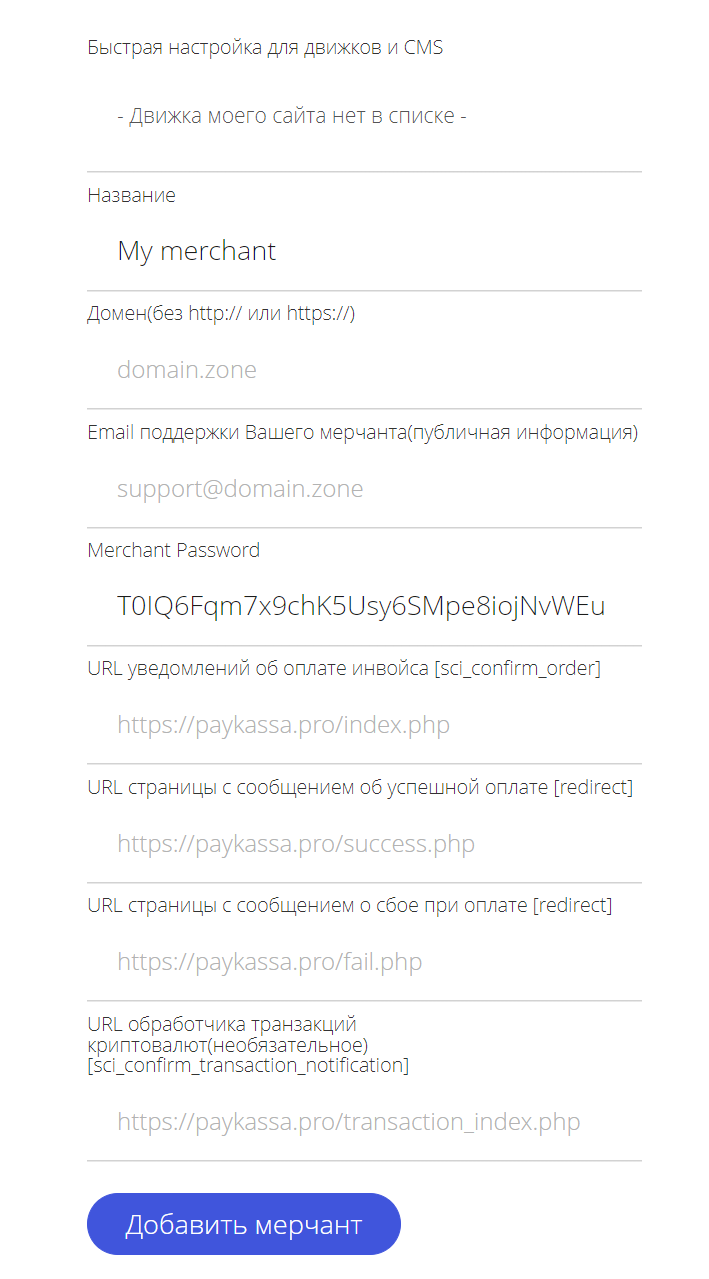 Быстрая настройка для движков и CMS
- Движка моего сайта нет в списке -
Название
My merchant
Домен(без http:// или https://)
domain.zone
Email поддержки Вашего мерчанта(публичная информация)
support@domain.zone
Merchant Password
T0IQ6Fqm7x9chK5Usy6SMpe8iojNvWEu
URL уведомлений об оплате инвойса [sci_confirm_order]
https://paykassa.pro/index.php
URL страницы с сообщением об успешной оплате [redirect]
https://paykassa.pro/success.php
URL страницы с сообщением о сбое при оплате [redirect]
https://paykassa.pro/fail.php
URL обработчика транзакций
криптовалют(необязательное)
[sci_confirm_transaction_notification]
https://paykassa.pro/transaction_index.php
Добавить мерчант